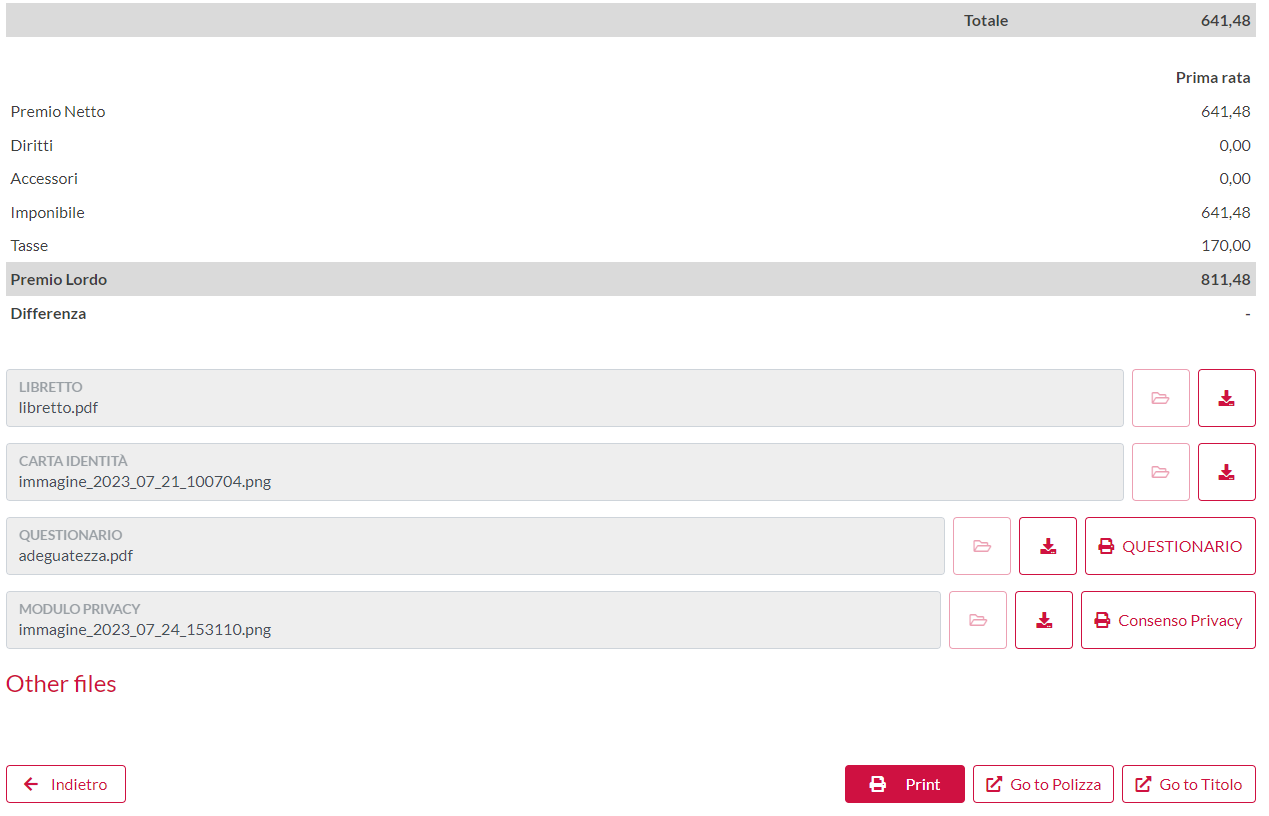 Totale 641,48
Prima rata
Premio Netto 641,48
Diritti 0,00
Accessori 0,00
Imponibile 641,48
Tasse 170,00
Premio Lordo 811,48
Differenza -
LIBRETTO
libretto.pdf
CARTA IDENTITÀ
immagine_2023_07_21_100704.png
QUESTIONARIO
adeguatezza.pdf
QUESTIONARIO
MODULO PRIVACY
immagine_2023_07_24_153110.png
Consenso Privacy
Other files
Indietro Print Go to Polizza Go to Titolo